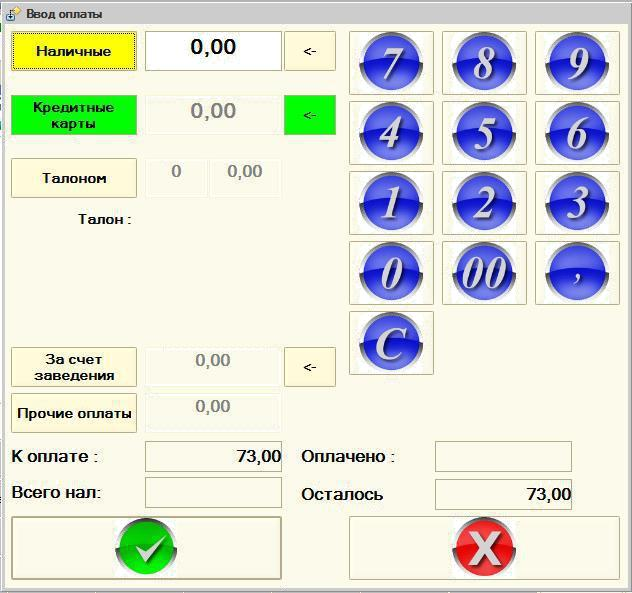 Ввод оплаты
Наличные 0,00 <-
7 8 9
Кредитные карты 0,00 <-
4 5 6
Талоном 0 0,00
1 2 3
Талон :
0 00 ,
C
За счет заведения 0,00 <-
Прочие оплаты 0,00
К оплате : 73,00 Оплачено :
Всего нал: Осталось 73,00
X